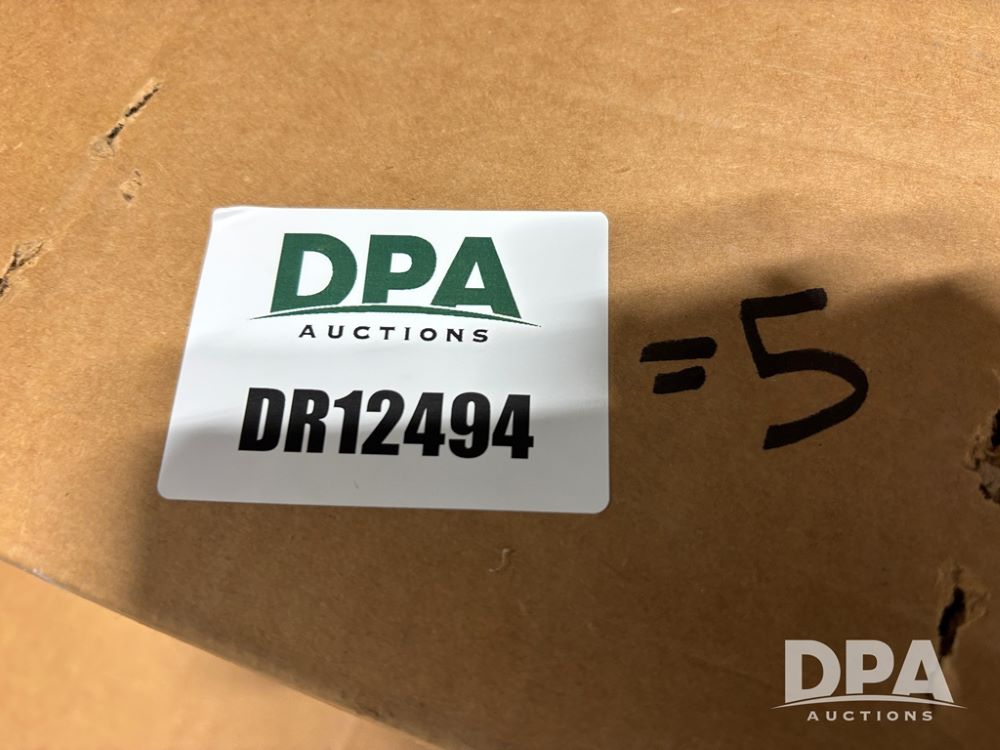 DPA
AUCTIONS
DR12494
=5
DPA
AUCTIONS